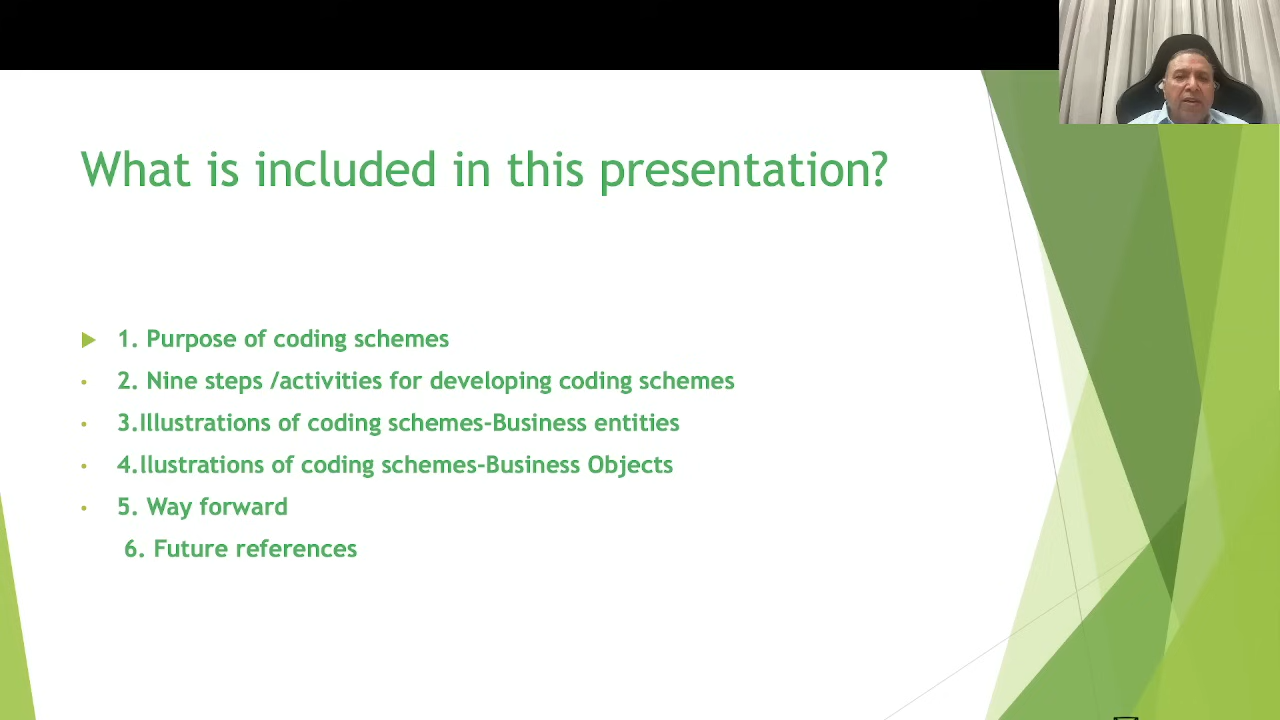 What is included in this presentation?
1. Purpose of coding schemes
2. Nine steps /activities for developing coding schemes
3.Illustrations of coding schemes-Business entities
4.llustrations of coding schemes-Business Objects
5. Way forward
6. Future references